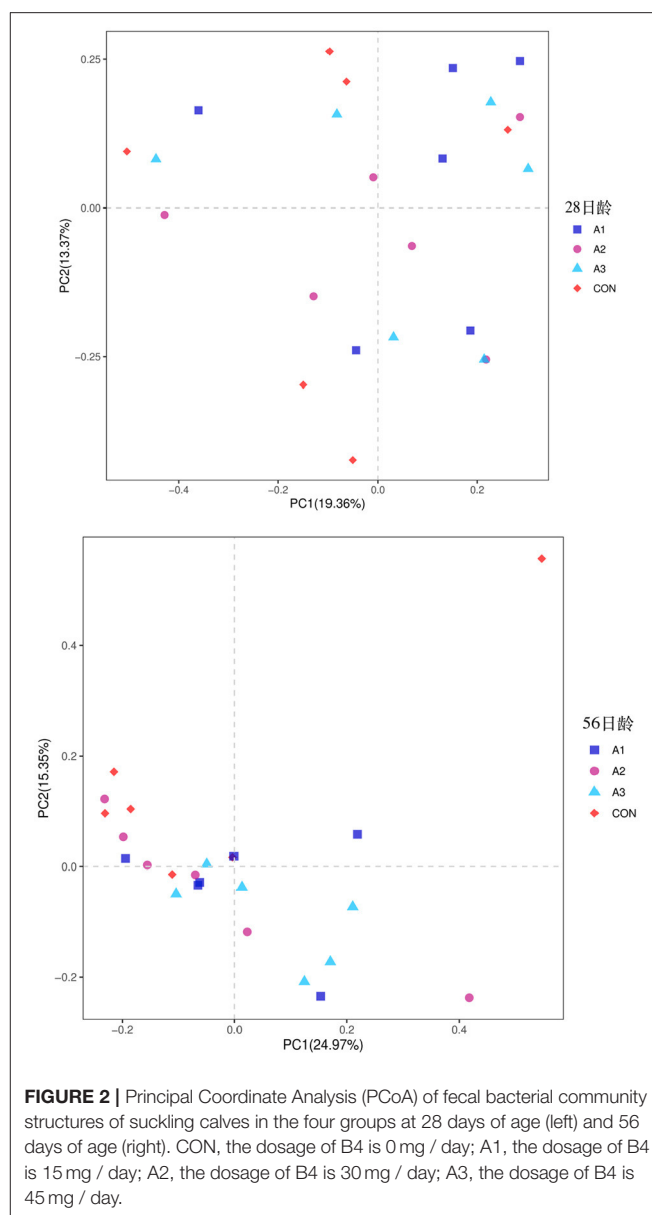 0.25
0.00
-0.25
PC2(13.37%)
-0.4
-0.2
0.0
0.2
PC1(19.36%)
28日龄
A1
A2
A3
CON
0.4
0.2
0.0
-0.2
PC2(15.35%)
-0.2
0.0
0.2
0.4
PC1(24.97%)
56日龄
A1
A2
A3
CON
FIGURE 2 | Principal Coordinate Analysis (PCoA) of fecal bacterial community
structures of suckling calves in the four groups at 28 days of age (left) and 56
days of age (right). CON, the dosage of B4 is 0 mg / day; A1, the dosage of B4
is 15 mg / day; A2, the dosage of B4 is 30 mg / day; A3, the dosage of B4 is
45 mg / day.